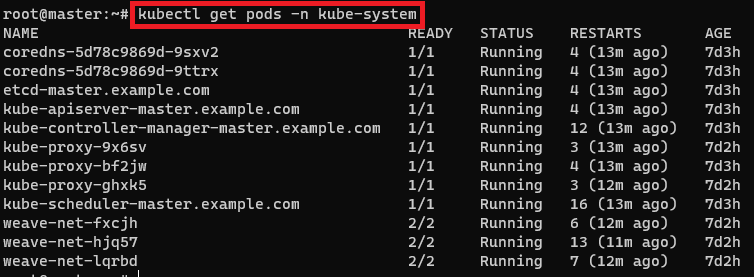 root@master:~# kubectl get pods -n kube-system
NAME READY STATUS RESTARTS AGE
coredns-5d78c9869d-9sxv2 1/1 Running 4 (13m ago) 7d3h
coredns-5d78c9869d-9ttrx 1/1 Running 4 (13m ago) 7d3h
etcd-master.example.com 1/1 Running 4 (13m ago) 7d3h
kube-apiserver-master.example.com 1/1 Running 4 (13m ago) 7d3h
kube-controller-manager-master.example.com 1/1 Running 12 (13m ago) 7d3h
kube-proxy-9x6sv 1/1 Running 3 (13m ago) 7d2h
kube-proxy-bf2jw 1/1 Running 4 (13m ago) 7d3h
kube-proxy-ghxk5 1/1 Running 3 (12m ago) 7d2h
kube-scheduler-master.example.com 1/1 Running 16 (13m ago) 7d3h
weave-net-fxcjh 2/2 Running 6 (12m ago) 7d2h
weave-net-hjq57 2/2 Running 13 (11m ago) 7d2h
weave-net-lqrbd 2/2 Running 7 (12m ago) 7d2h